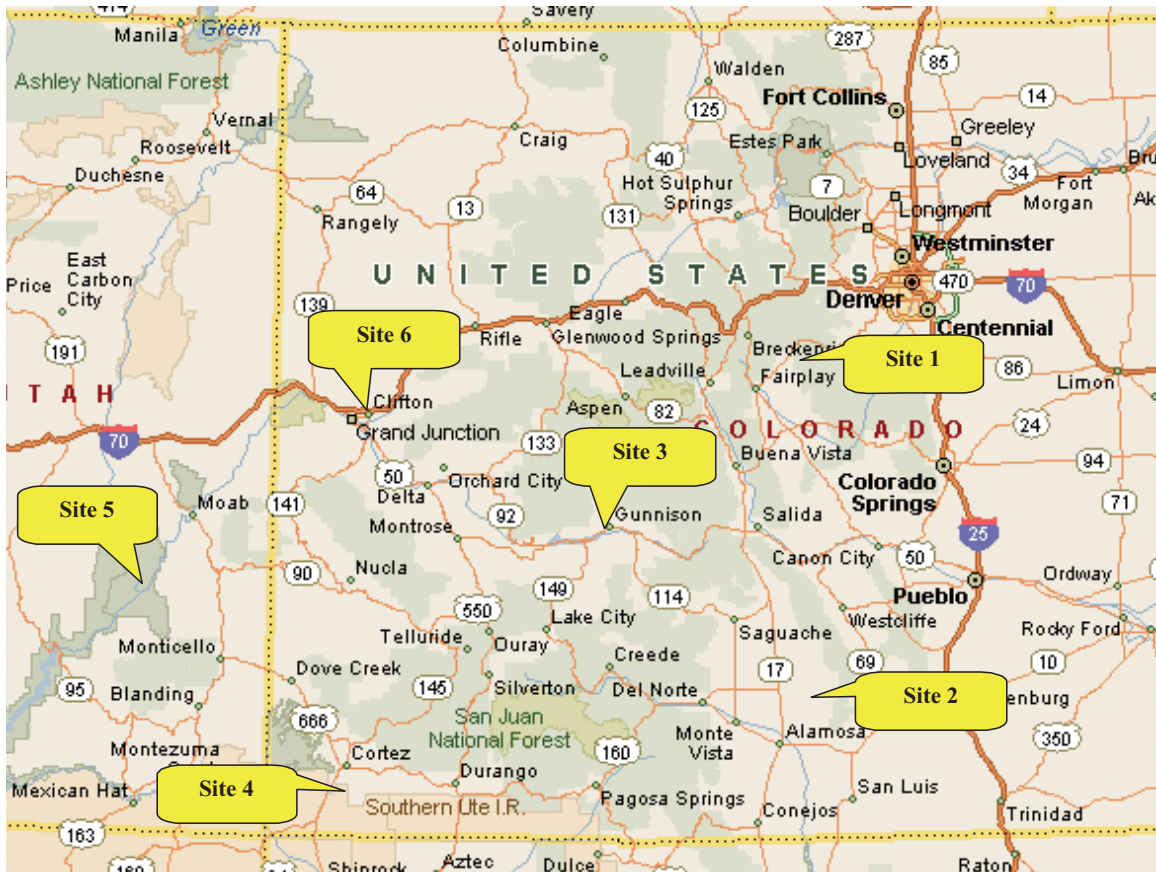 414
Manila
Green
Savery
Columbine
287
85
Walden
Ashley National Forest
Fort Collins
14
125
Vernal
Greeley
Craig
Estes Park
Roosevelt
40
Loveland
34
Duchesne
64
Hot Sulphur
Springs
7
Fort
Morgan
13
131
Boulder
Longmont
Rangely
Westminster
East
Carbon
City
UNITED STATES
Price
470
70
139
Denver
Eagle
Centennial
Site 6
Rifle
Glenwood Springs
Site 1
191
Leadville
86
Fairplay
Limon
TAH
Clifton
Aspen
82
70
Grand Junction
COLORADO
24
133
Site 3
50
Orchard City
Buena Vista
94
Delta
Colorado
Springs
Site 5
Moab
141
71
92
Gunnison
Salida
Montrose
25
Canon City
50
90
Nucla
Ordway
149
114
Pueblo
550
Lake City
Westcliffe
Saguache
Rocky Ford
Telluride
Ouray
Monticello
Creede
Dove Creek
17
69
10
95
145
Silverton
Del Norte
Site 2
Blanding
enburg
666
San Juan
National Forest
Monte
Vista
Alamosa
350
Montezuma
Cortez
160
Site 4
Durango
Mexican Hat
Pagosa Springs
San Luis
Southern Ute I.R.
Conejos
Trinidad
163
Shiprock
Aztec
Dulce
Raton